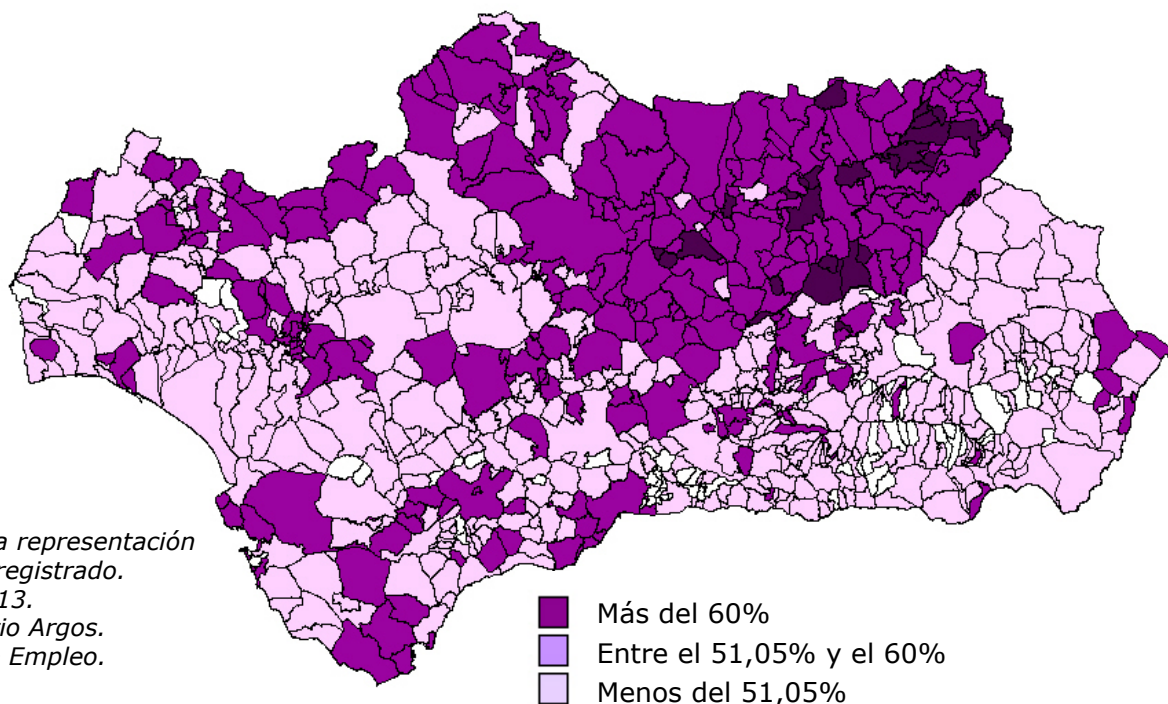 a representación
registrado.
13.
io Argos.
Empleo.
Más del 60%
Entre el 51,05% y el 60%
Menos del 51,05%